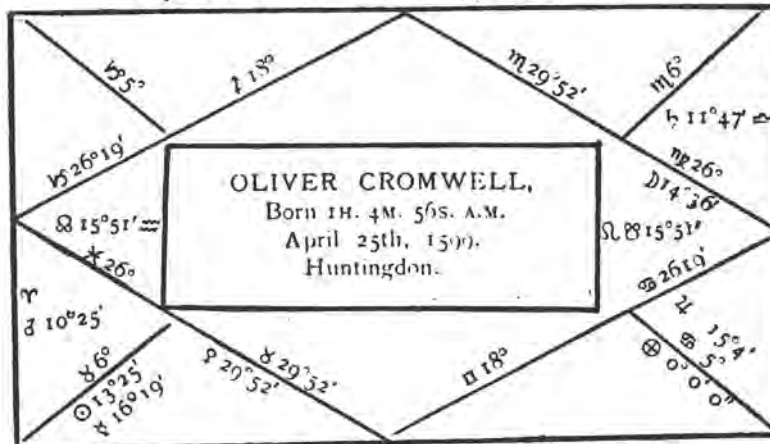 ♑5°
♐18°
♏29°52'
♏6°
♄ 11°47' ♎
♑26°19'
♍26°
☽14°36'
OLIVER CROMWELL,
Born 1H. 4M. 56S. A.M.
April 25th, 1599.
Huntingdon.
☊ 15°51' ♒
♌ ☋ 15°51'
♓ 26°
♋ 26 19'
♈
♂ 10°25'
♃ 15°4'
♋ 5°
⊕ 0° 0' 0"
♉ 6°
☉ 13°25'
☿ 16°19'
♀ 29°52'
♉ 29°52'
♊ 18°